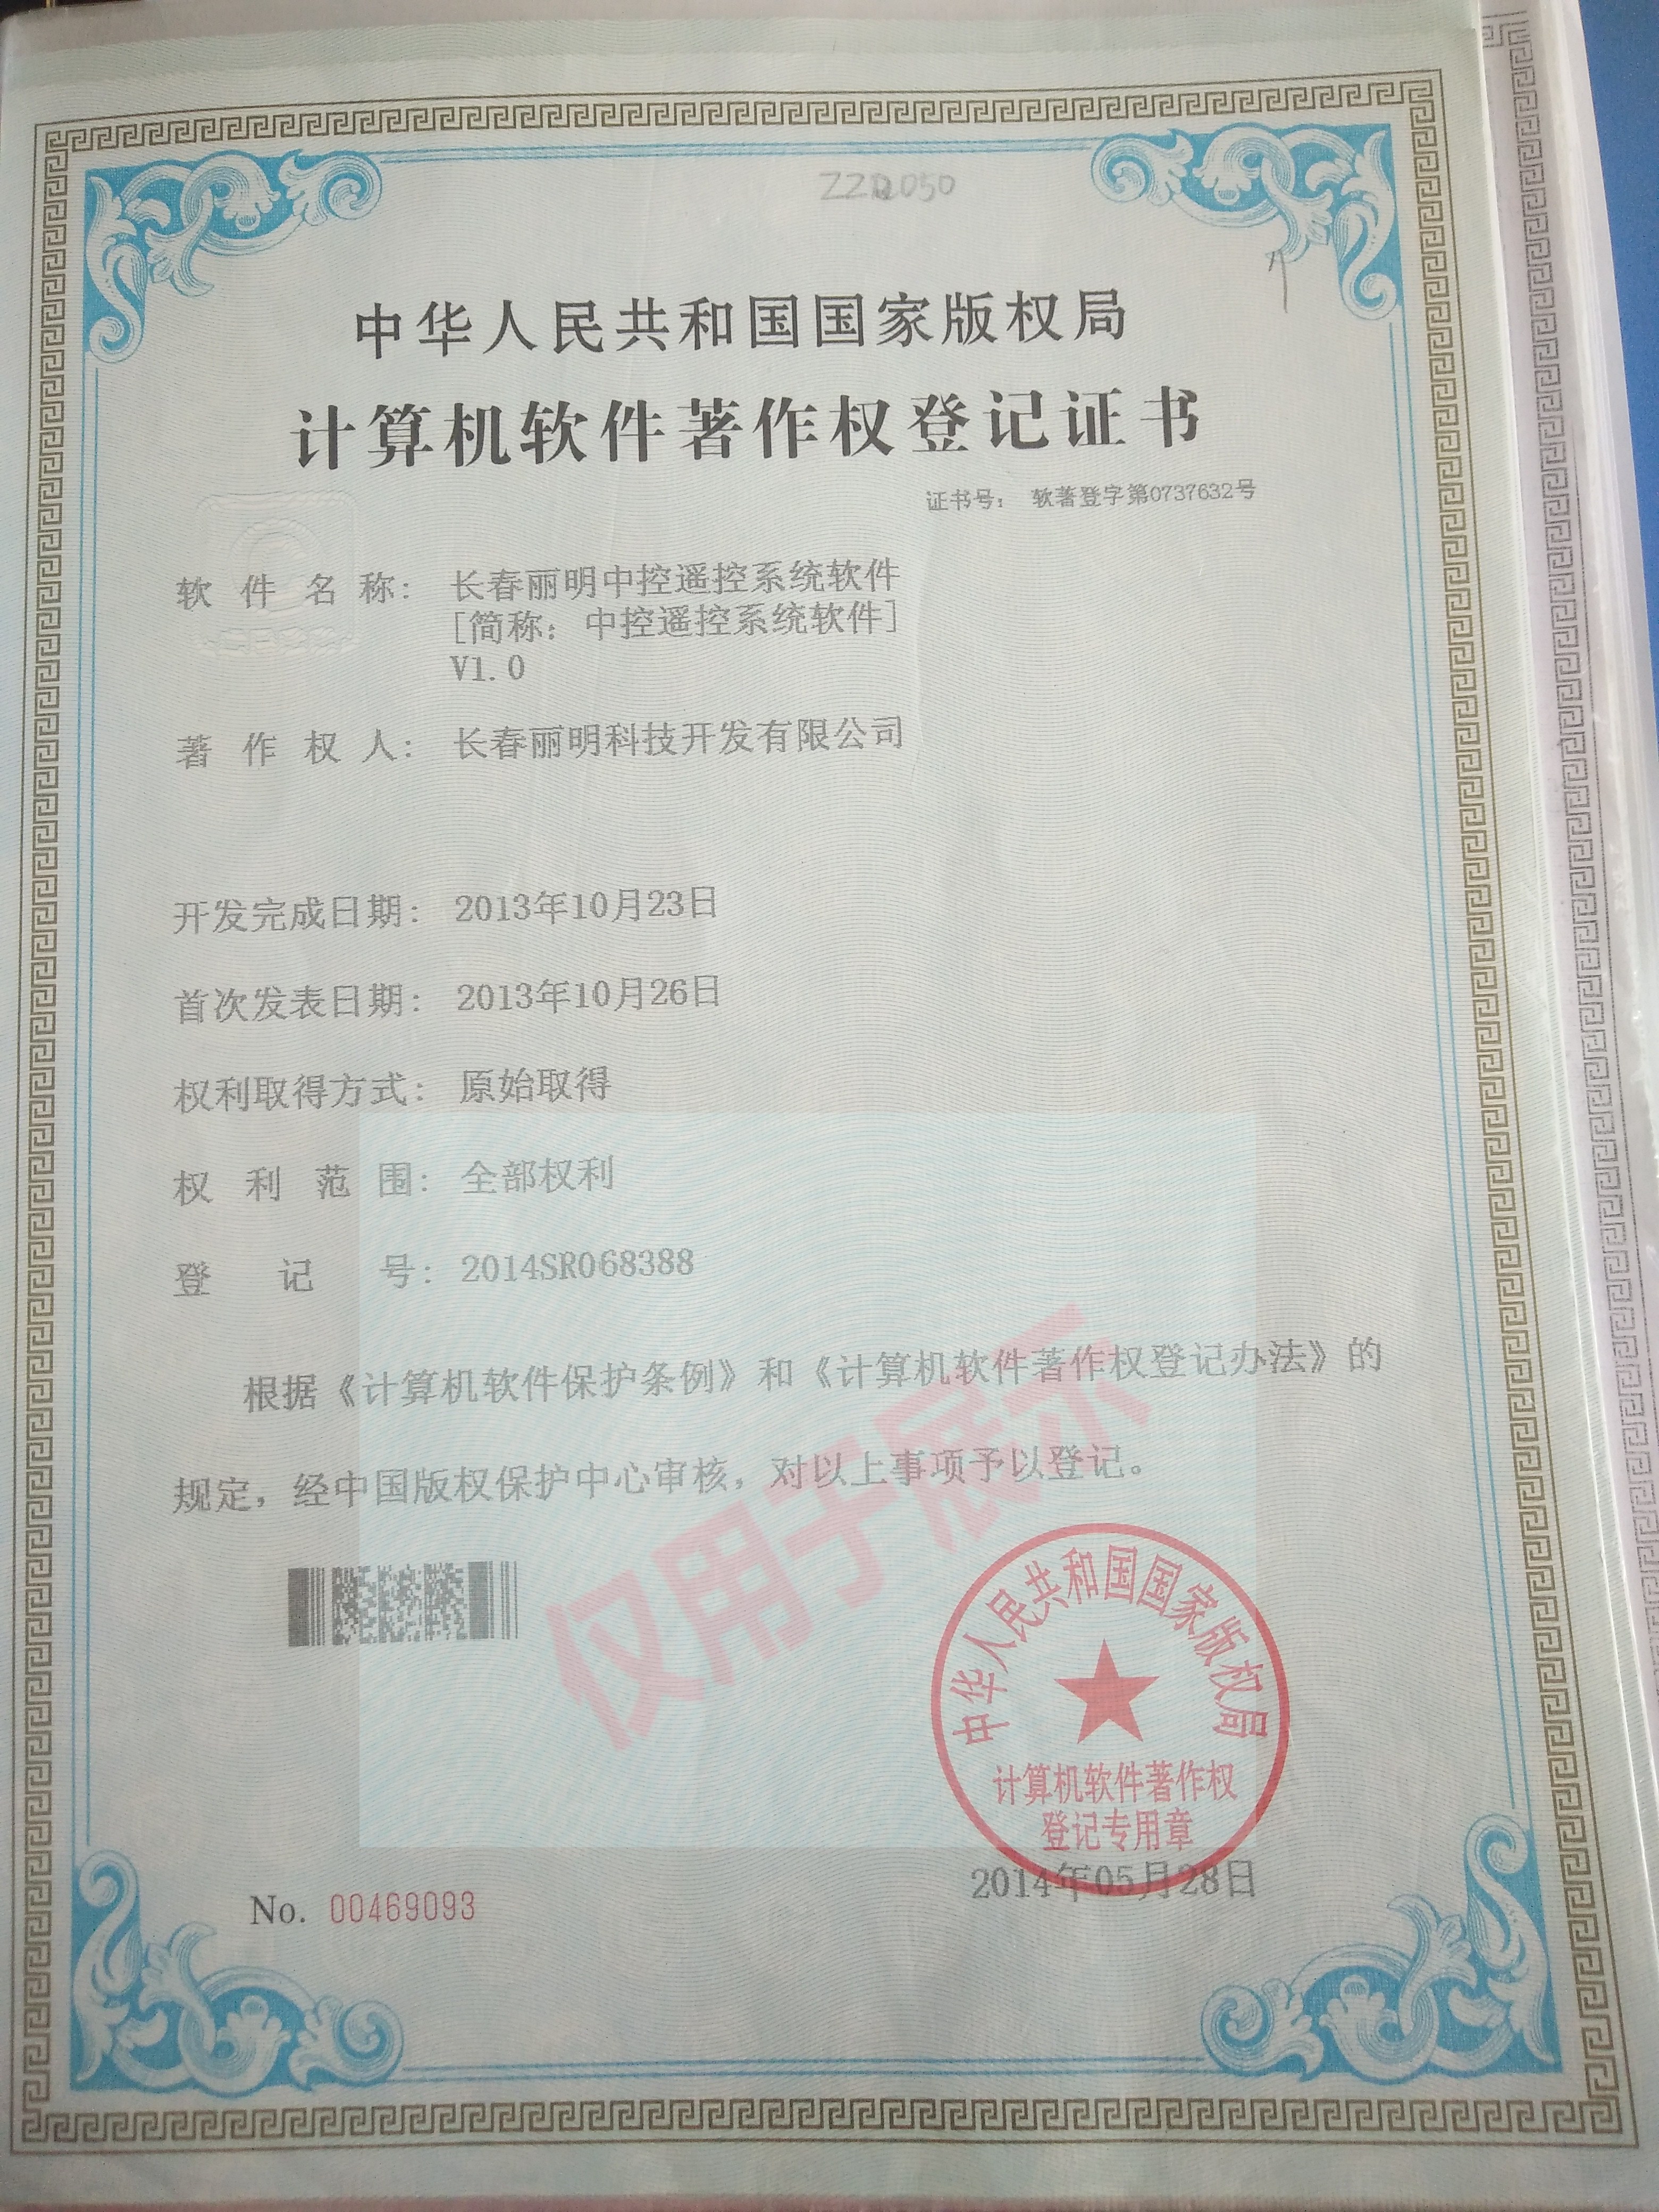 ZZR050
中华人民共和国国家版权局
计算机软件著作权登记证书
证书号： 软著登字第0737632号
软件名称： 长春丽明中控遥控系统软件
[简称：中控遥控系统软件]
V1.0
著作权人： 长春丽明科技开发有限公司
开发完成日期： 2013年10月23日
首次发表日期： 2013年10月26日
权利取得方式： 原始取得
权利范围： 全部权利
登记号： 2014SR068388
根据《计算机软件保护条例》和《计算机软件著作权登记办法》的
规定，经中国版权保护中心审核，对以上事项予以登记。
仅用于展示
中华人民共和国国家版权局
计算机软件著作权
登记专用章
2014年05月28日
No. 00469093